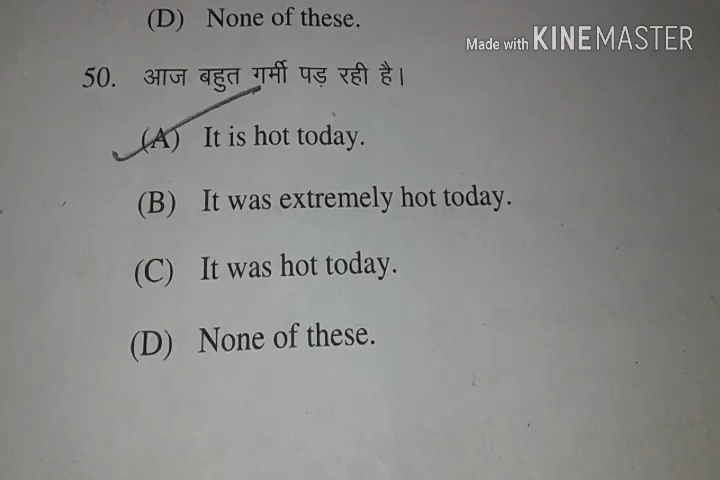 (D) None of these.
Made with KINEMASTER
50. आज बहुत गर्मी पड़ रही है।
(A) It is hot today.
(B) It was extremely hot today.
(C) It was hot today.
(D) None of these.